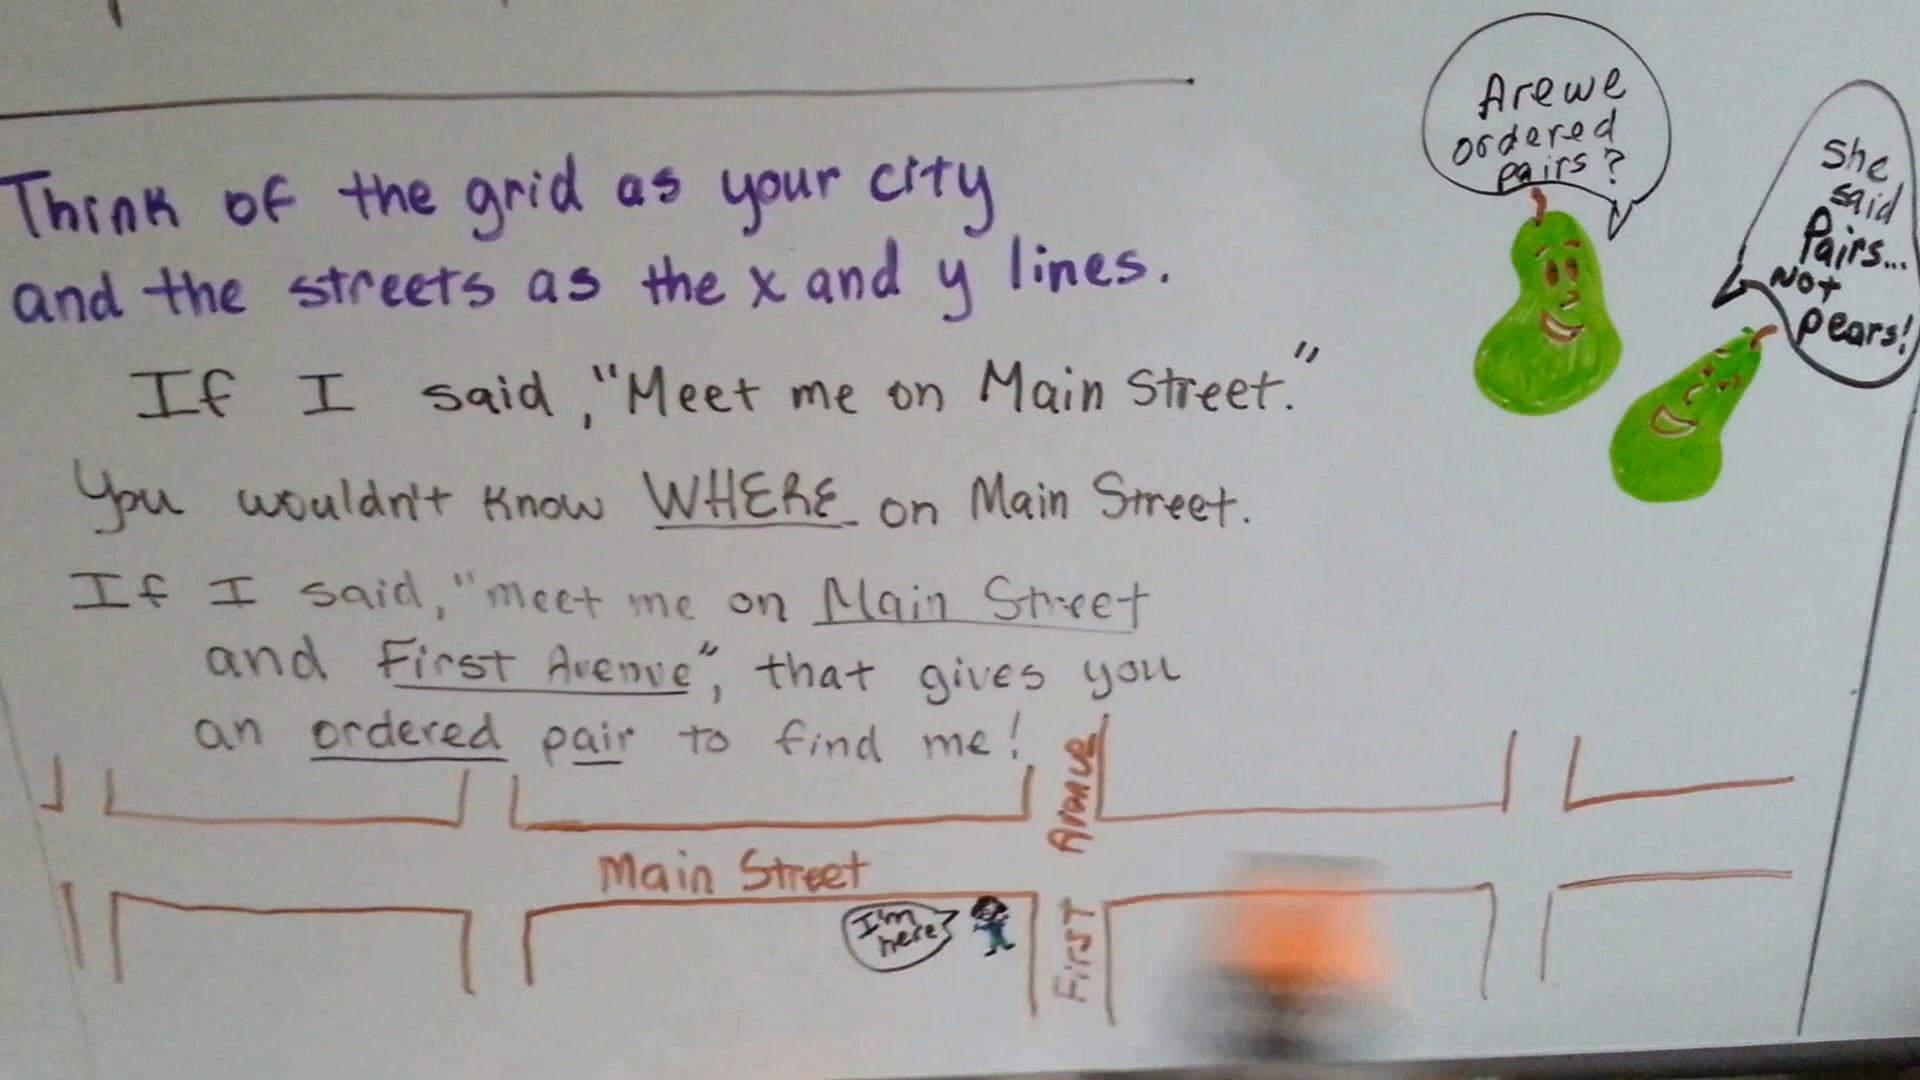 Think of the grid as your city
and the streets as the x and y lines.
If I said, "Meet me on Main Street."
You wouldn't know WHERE on Main Street.
If I said, "meet me on Main Street
and First Avenue", that gives you
an ordered pair to find me!
Are we
ordered
pairs?
She
said
Pairs...
Not
pears!
Main Street
First Avenue
I'm
here